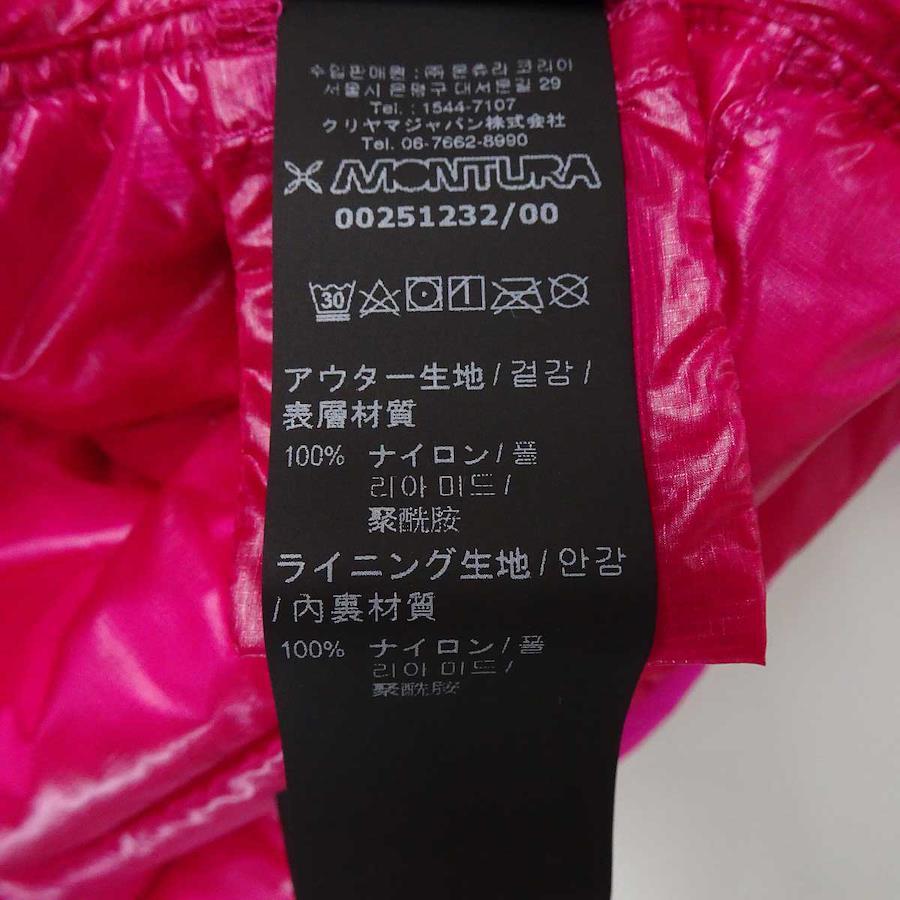 수입판매원 : ㈜ 몬츄라 코리아
서울시 은평구 대서문길 29
Tel. : 1544-7107
クリヤマジャパン株式会社
Tel. 06-7662-8990
MONTURA
00251232/00
30
アウター生地 / 겉감 /
表層材質
100% ナイロン / 폴
리아미드 /
聚酰胺
ライニング生地 / 안감
/ 內裏材質
100% ナイロン / 폴
리아미드 /
聚酰胺